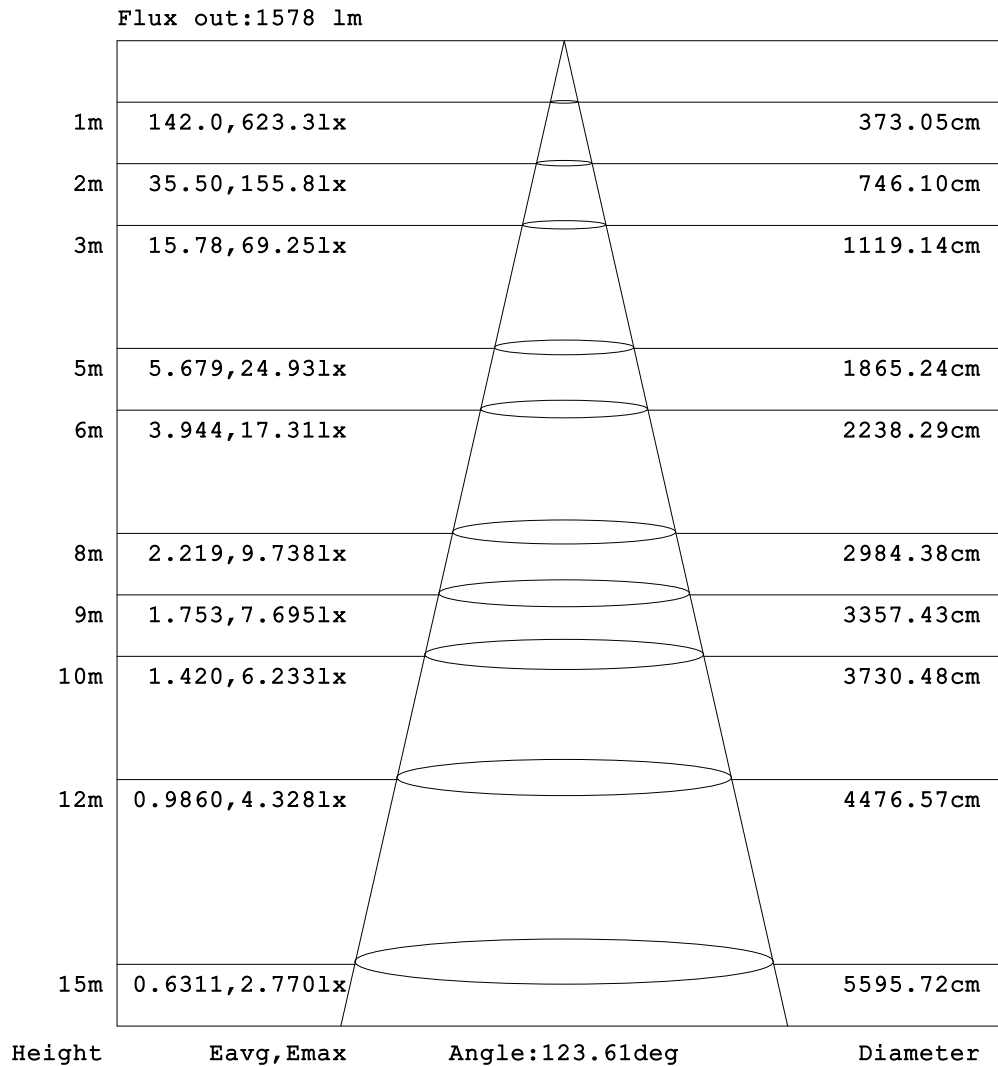 Flux out:1578 lm
1m 142.0,623.3lx 373.05cm
2m 35.50,155.8lx 746.10cm
3m 15.78,69.25lx 1119.14cm
5m 5.679,24.93lx 1865.24cm
6m 3.944,17.31lx 2238.29cm
8m 2.219,9.738lx 2984.38cm
9m 1.753,7.695lx 3357.43cm
10m 1.420,6.233lx 3730.48cm
12m 0.9860,4.328lx 4476.57cm
15m 0.6311,2.770lx 5595.72cm
Height Eavg,Emax Angle:123.61deg Diameter